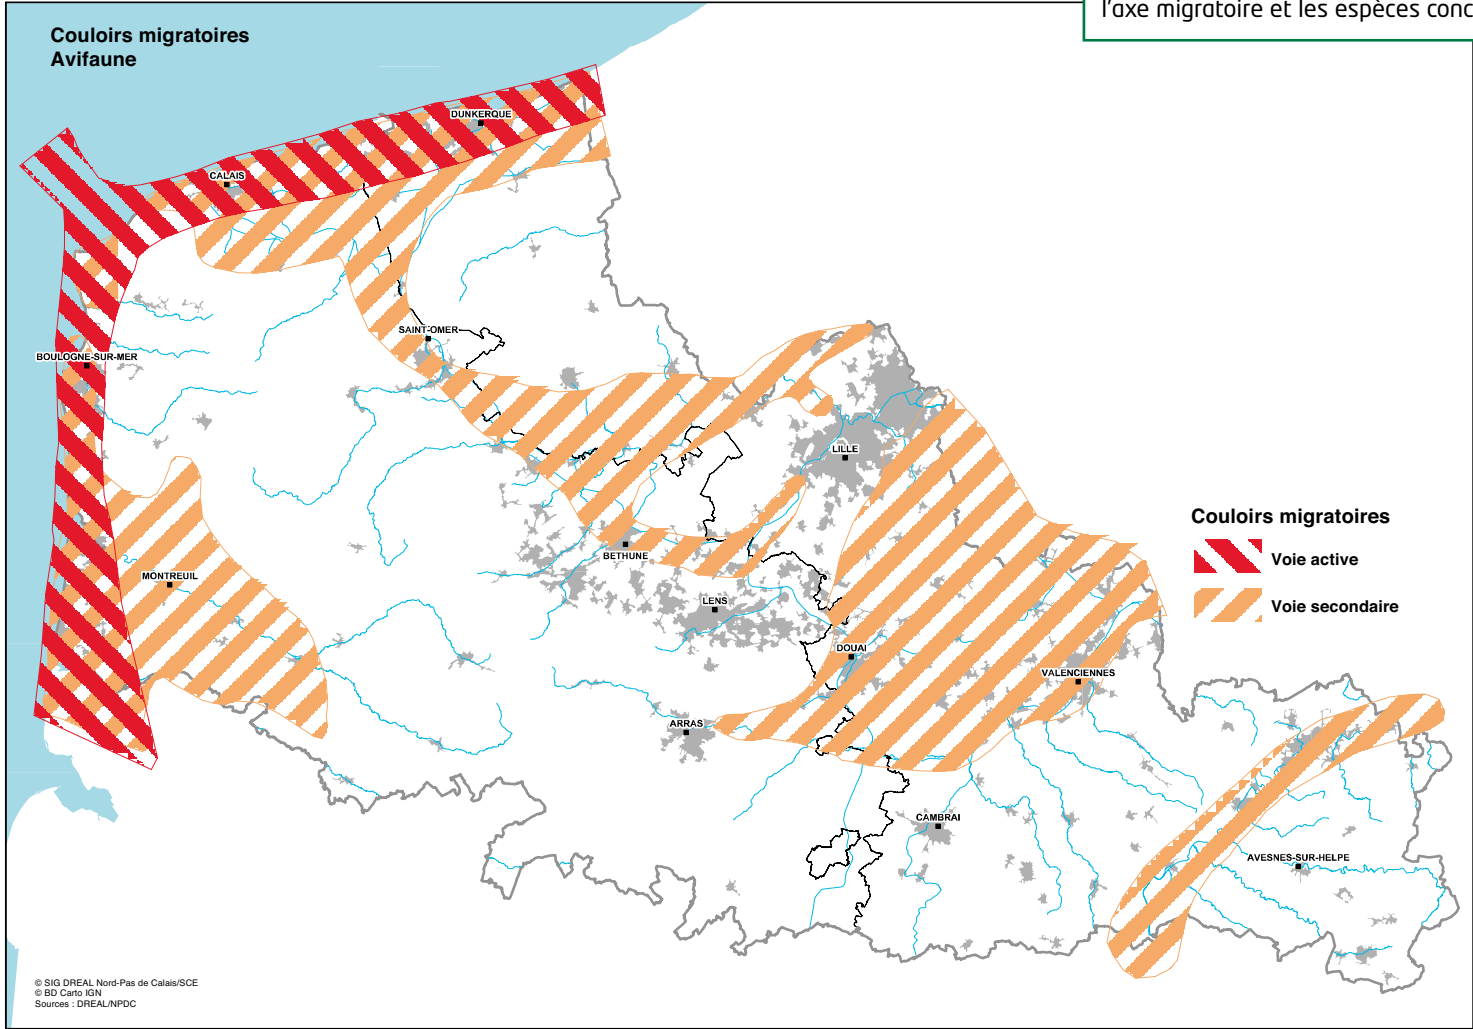 l'axe migratoire et les espèces conc
Couloirs migratoires
Avifaune
DUNKERQUE
CALAIS
SAINT-OMER
BOULOGNE-SUR-MER
LILLE
BETHUNE
MONTREUIL
LENS
DOUAI
VALENCIENNES
ARRAS
CAMBRAI
AVESNES-SUR-HELPE
Couloirs migratoires
Voie active
Voie secondaire
© SIG DREAL Nord-Pas de Calais/SCE
© BD Carto IGN
Sources : DREAL/NPDC